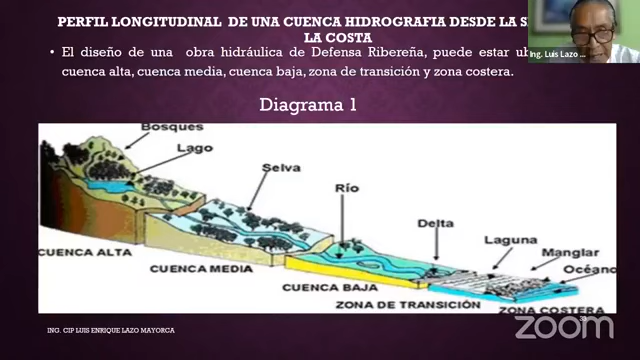 PERFIL LONGITUDINAL DE UNA CUENCA HIDROGRAFIA DESDE LA
LA COSTA
Ing. Luis Lazo ...
• El diseño de una obra hidráulica de Defensa Ribereña, puede estar
cuenca alta, cuenca media, cuenca baja, zona de transición y zona costera.
Diagrama 1
Bosques
Lago
Selva
Río
Delta
Laguna
Manglar
Océano
CUENCA ALTA
CUENCA MEDIA
CUENCA BAJA
ZONA DE TRANSICIÓN
ZONA COSTERA
ING. CIP LUIS ENRIQUE LAZO MAYORCA
zoom